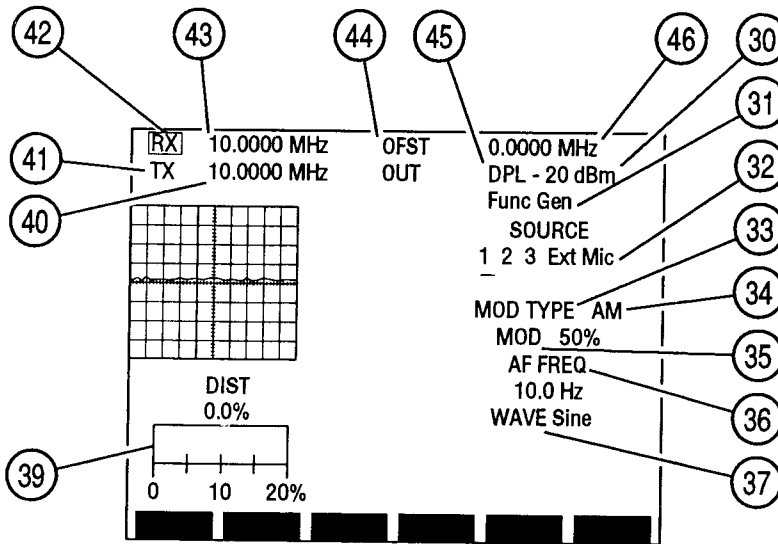 42 43 44 45 46 30
31
RX 10.0000 MHz OFST 0.0000 MHz
41 TX 10.0000 MHz OUT DPL - 20 dBm
32
40 Func Gen
SOURCE
1 2 3 Ext Mic
33
MOD TYPE AM 34
MOD 50%
35
AF FREQ
DIST 10.0 Hz 36
0.0% WAVE Sine
39 37
0 10 20%